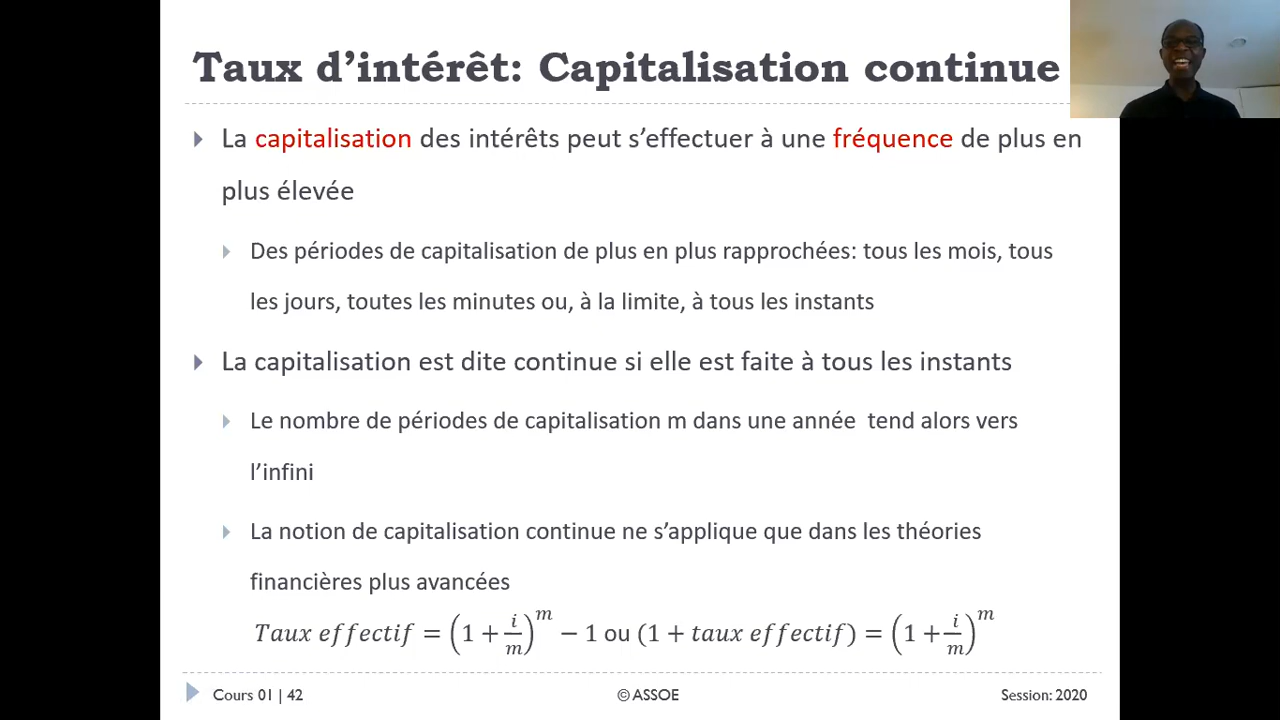 Taux d’intérêt: Capitalisation continue
La capitalisation des intérêts peut s’effectuer à une fréquence de plus en
plus élevée
Des périodes de capitalisation de plus en plus rapprochées: tous les mois, tous
les jours, toutes les minutes ou, à la limite, à tous les instants
La capitalisation est dite continue si elle est faite à tous les instants
Le nombre de périodes de capitalisation m dans une année  tend alors vers
l’infini
La notion de capitalisation continue ne s’applique que dans les théories
financières plus avancées
Taux effectif = (1 + i/m)^m − 1 ou (1 + taux effectif) = (1 + i/m)^m
Cours 01 | 42
© ASSOE
Session: 2020